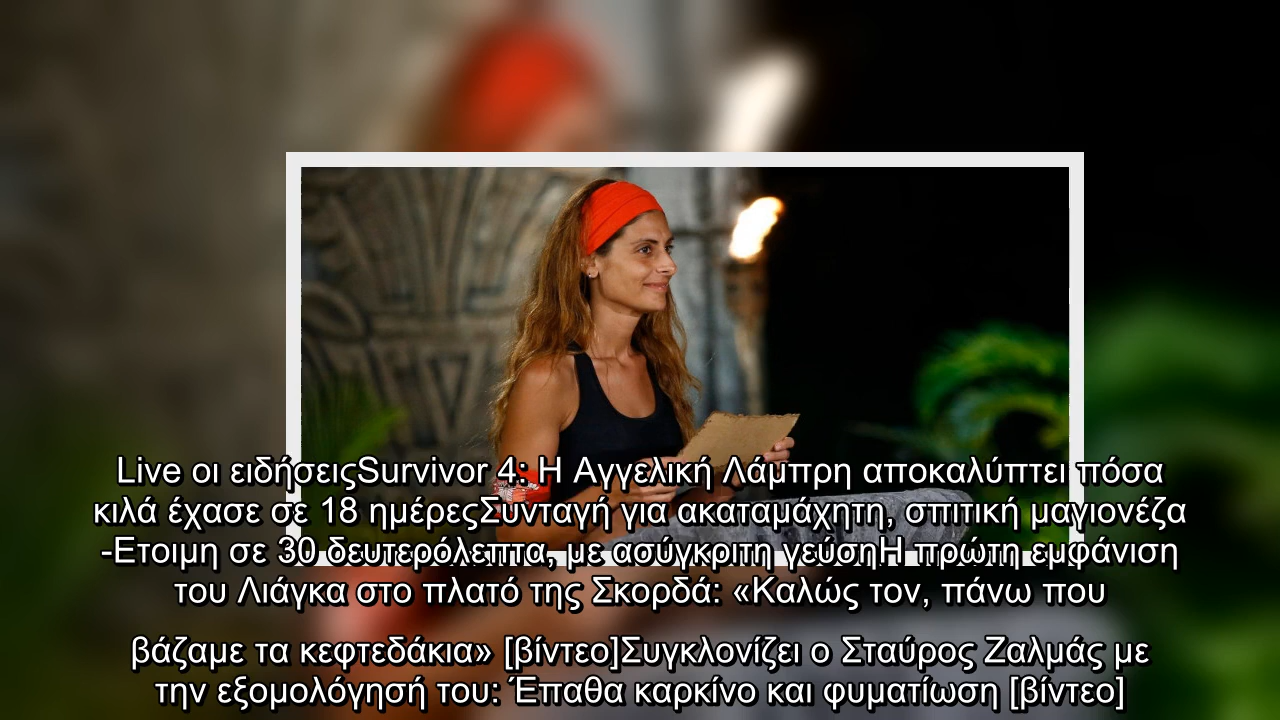 Live οι ειδήσειςSurvivor 4: Η Αγγελική Λάμπρη αποκαλύπτει πόσα
κιλά έχασε σε 18 ημέρεςΣυνταγή για ακαταμάχητη, σπιτική μαγιονέζα
-Ετοιμη σε 30 δευτερόλεπτα, με ασύγκριτη γεύσηΗ πρώτη εμφάνιση
του Λιάγκα στο πλατό της Σκορδά: «Καλώς τον, πάνω που
βάζαμε τα κεφτεδάκια» [βίντεο]Συγκλονίζει ο Σταύρος Ζαλμάς με
την εξομολόγησή του: Έπαθα καρκίνο και φυματίωση [βίντεο]